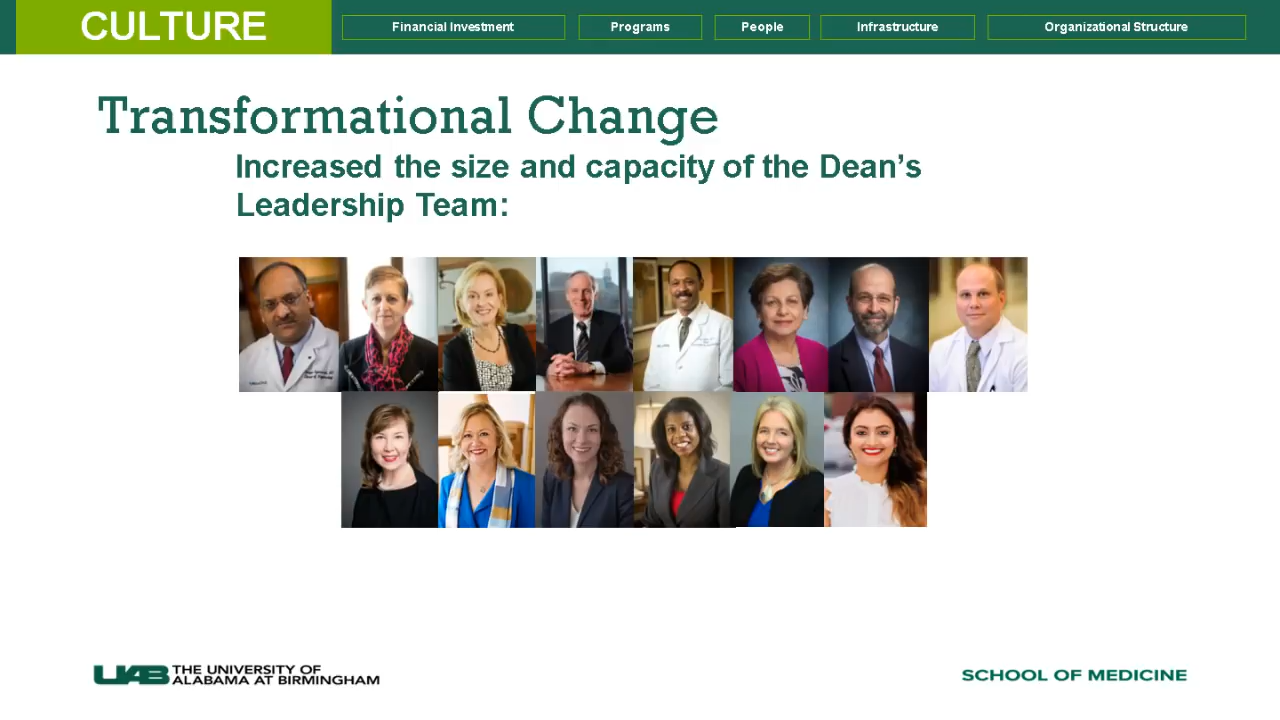 CULTURE
Financial Investment
Programs
People
Infrastructure
Organizational Structure
Transformational Change
Increased the size and capacity of the Dean’s
Leadership Team:
UAB THE UNIVERSITY OF
ALABAMA AT BIRMINGHAM
SCHOOL OF MEDICINE